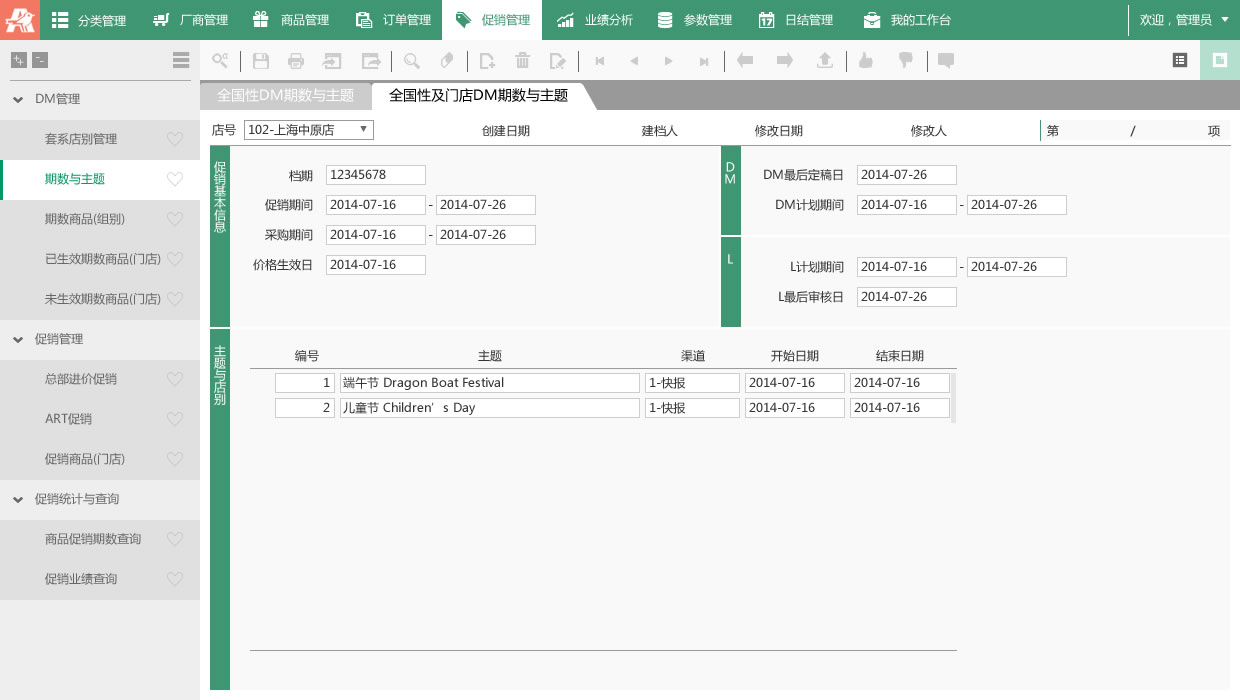 分类管理 厂商管理 商品管理 订单管理 促销管理 业绩分析 参数管理 日结管理 我的工作台 欢迎，管理员
全国性DM期数与主题 全国性及门店DM期数与主题
店号 102-上海中原店 创建日期 建档人 修改日期 修改人 第 / 项
DM管理
套系店别管理
期数与主题
期数商品(组别)
已生效期数商品(门店)
未生效期数商品(门店)
促销管理
总部进价促销
ART促销
促销商品(门店)
促销统计与查询
商品促销期数查询
促销业绩查询
促销基本信息
档期 12345678
促销期间 2014-07-16 - 2014-07-26
采购期间 2014-07-16 - 2014-07-26
价格生效日 2014-07-16
DM
DM最后定稿日 2014-07-26
DM计划期间 2014-07-16 - 2014-07-26
L
L计划期间 2014-07-16 - 2014-07-26
L最后审核日 2014-07-26
主题与店别
编号 主题 渠道 开始日期 结束日期
1 端午节 Dragon Boat Festival 1-快报 2014-07-16 2014-07-16
2 儿童节 Children’s Day 1-快报 2014-07-16 2014-07-16